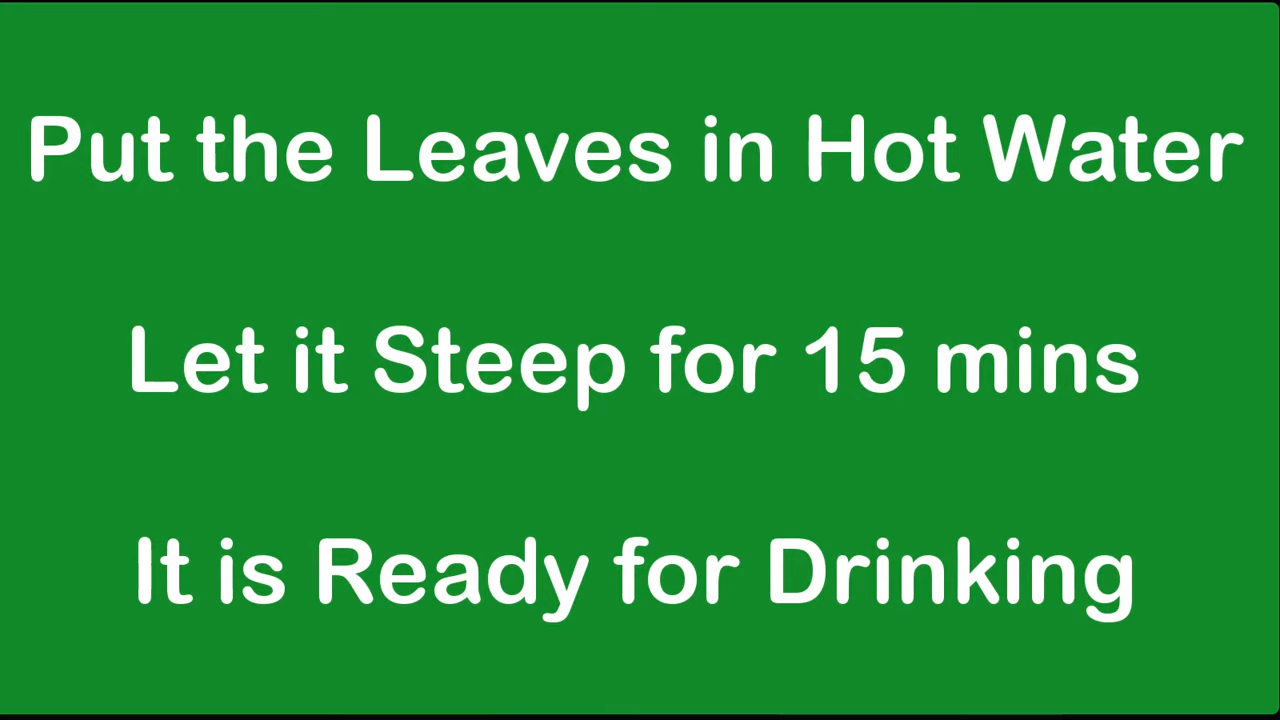 Put the Leaves in Hot Water
Let it Steep for 15 mins
It is Ready for Drinking